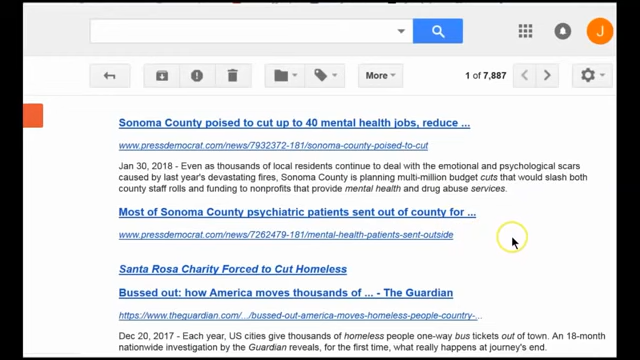 J
More
1 of 7,887
Sonoma County poised to cut up to 40 mental health jobs, reduce ...
www.pressdemocrat.com/news/7932372-181/sonoma-county-poised-to-cut
Jan 30, 2018 - Even as thousands of local residents continue to deal with the emotional and psychological scars
caused by last year's devastating fires, Sonoma County is planning multi-million budget cuts that would slash both
county staff rolls and funding to nonprofits that provide mental health and drug abuse services.
Most of Sonoma County psychiatric patients sent out of county for ...
www.pressdemocrat.com/news/7262479-181/mental-health-patients-sent-outside
Santa Rosa Charity Forced to Cut Homeless
Bussed out: how America moves thousands of ... - The Guardian
https://www.theguardian.com/.../bussed-out-america-moves-homeless-people-country-...
Dec 20, 2017 - Each year, US cities give thousands of homeless people one-way bus tickets out of town. An 18-month
nationwide investigation by the Guardian reveals, for the first time, what really happens at journey's end.